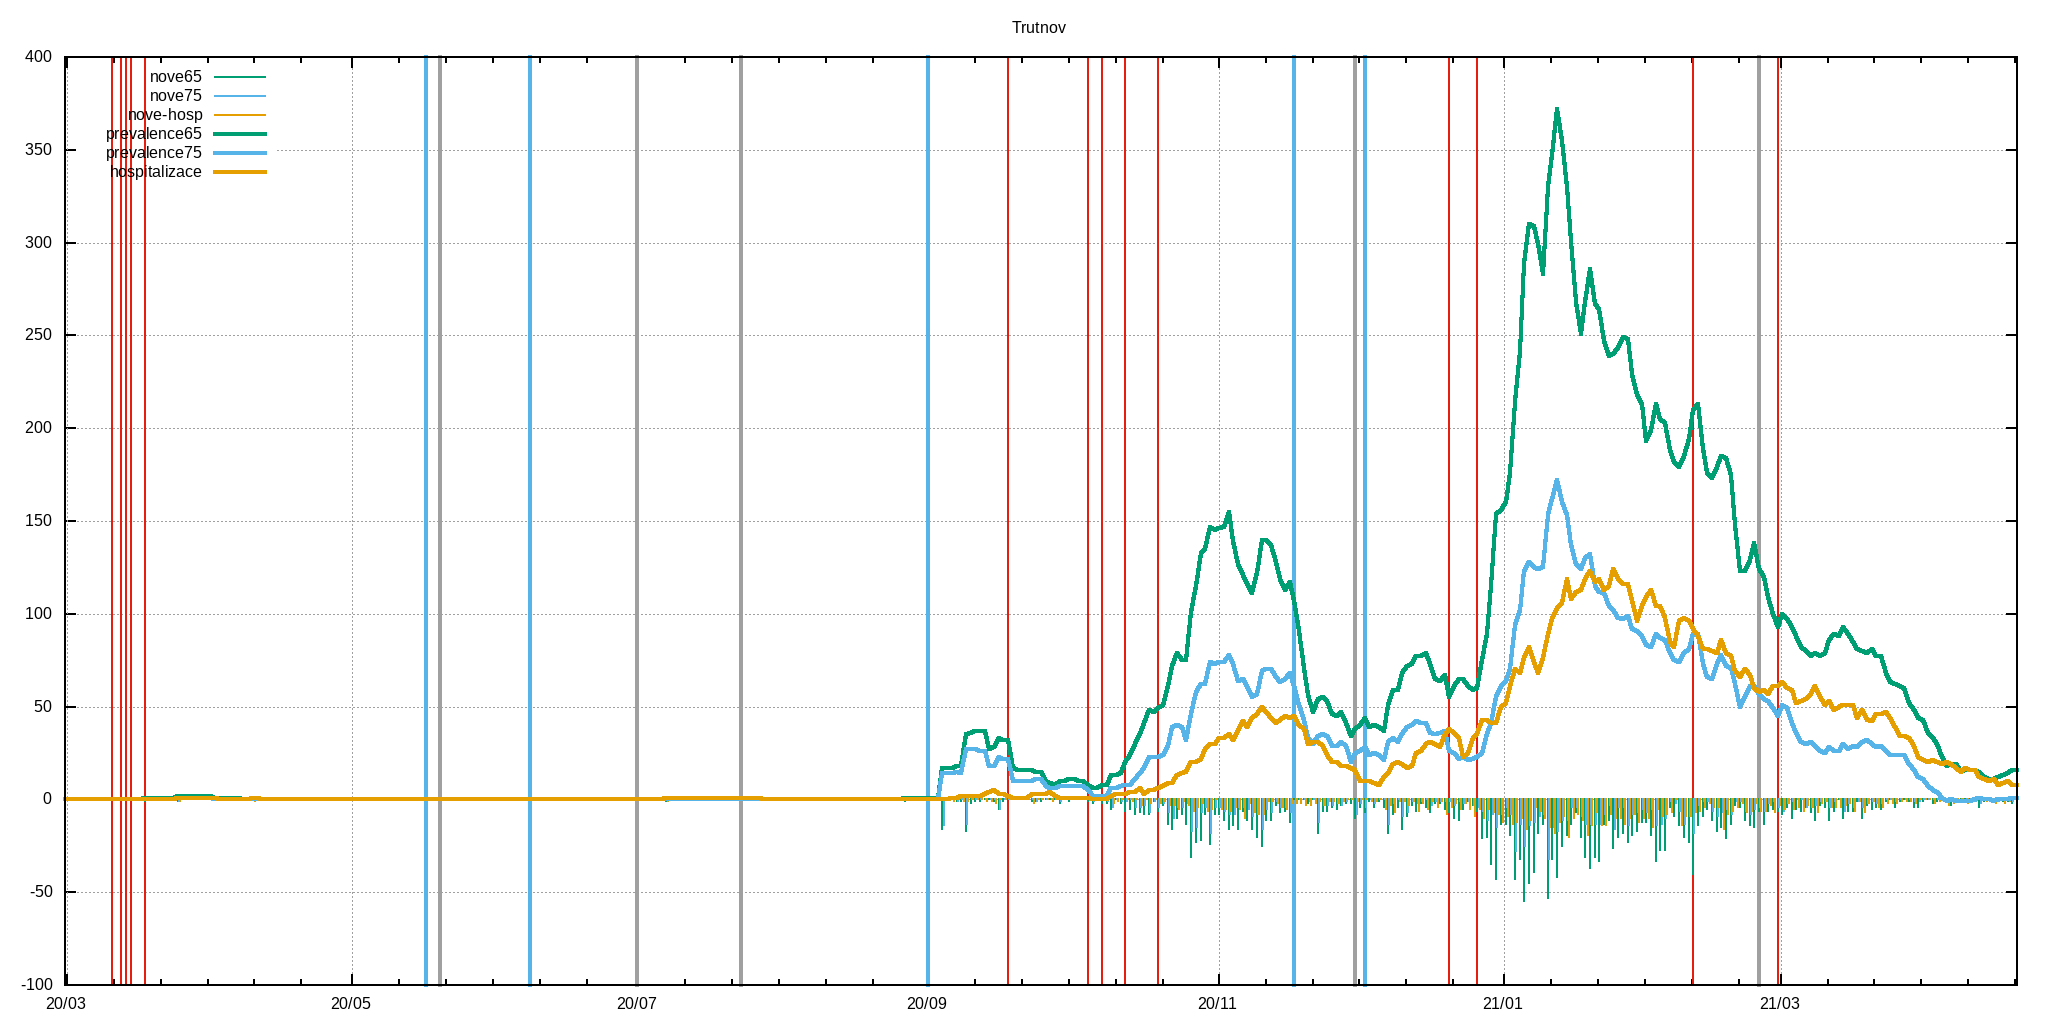 Trutnov
400
350
300
250
200
150
100
50
0
-50
-100
nove65
nove75
nove-hosp
prevalence65
prevalence75
hospitalizace
20/03 20/05 20/07 20/09 20/11 21/01 21/03